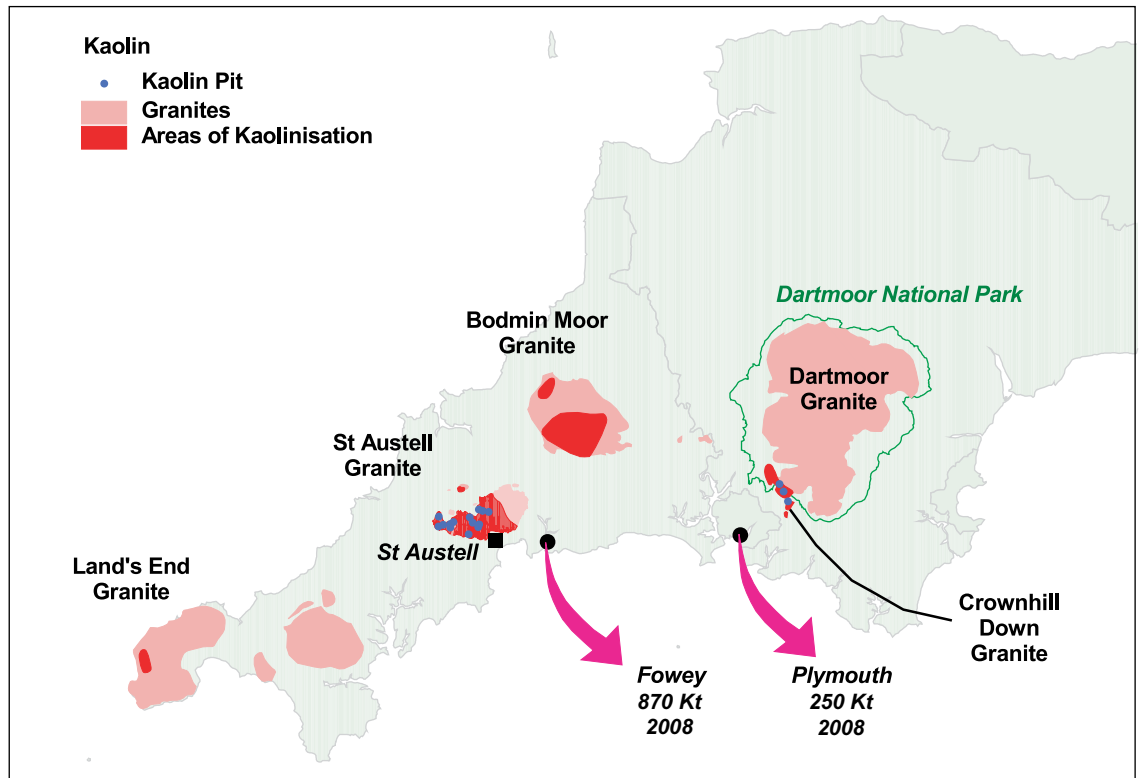 Kaolin
Kaolin Pit
Granites
Areas of Kaolinisation
Dartmoor National Park
Bodmin Moor
Granite
Dartmoor
Granite
St Austell
Granite
St Austell
Land's End
Granite
Crownhill
Down
Granite
Fowey
870 Kt
2008
Plymouth
250 Kt
2008